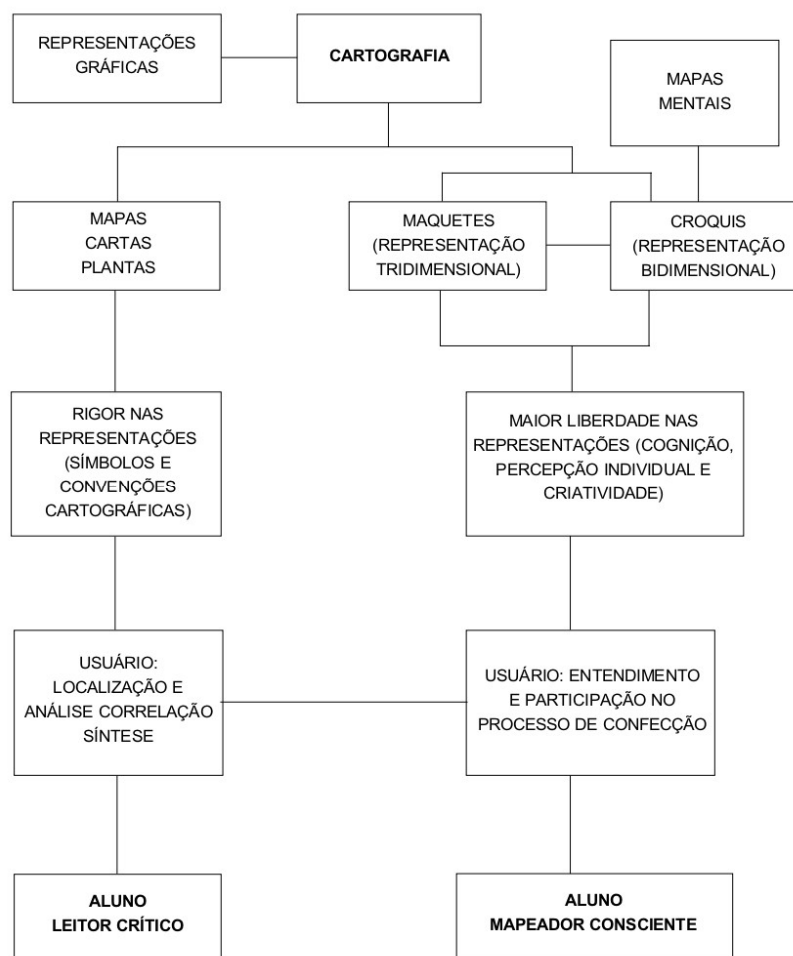 REPRESENTAÇÕES
GRÁFICAS
CARTOGRAFIA
MAPAS
MENTAIS
MAPAS
CARTAS
PLANTAS
MAQUETES
(REPRESENTAÇÃO
TRIDIMENSIONAL)
CROQUIS
(REPRESENTAÇÃO
BIDIMENSIONAL)
RIGOR NAS
REPRESENTAÇÕES
(SÍMBOLOS E
CONVENÇÕES
CARTOGRÁFICAS)
MAIOR LIBERDADE NAS
REPRESENTAÇÕES (COGNIÇÃO,
PERCEPÇÃO INDIVIDUAL E
CRIATIVIDADE)
USUÁRIO:
LOCALIZAÇÃO E
ANÁLISE CORRELAÇÃO
SÍNTESE
USUÁRIO: ENTENDIMENTO
E PARTICIPAÇÃO NO
PROCESSO DE CONFECÇÃO
ALUNO
LEITOR CRÍTICO
ALUNO
MAPEADOR CONSCIENTE